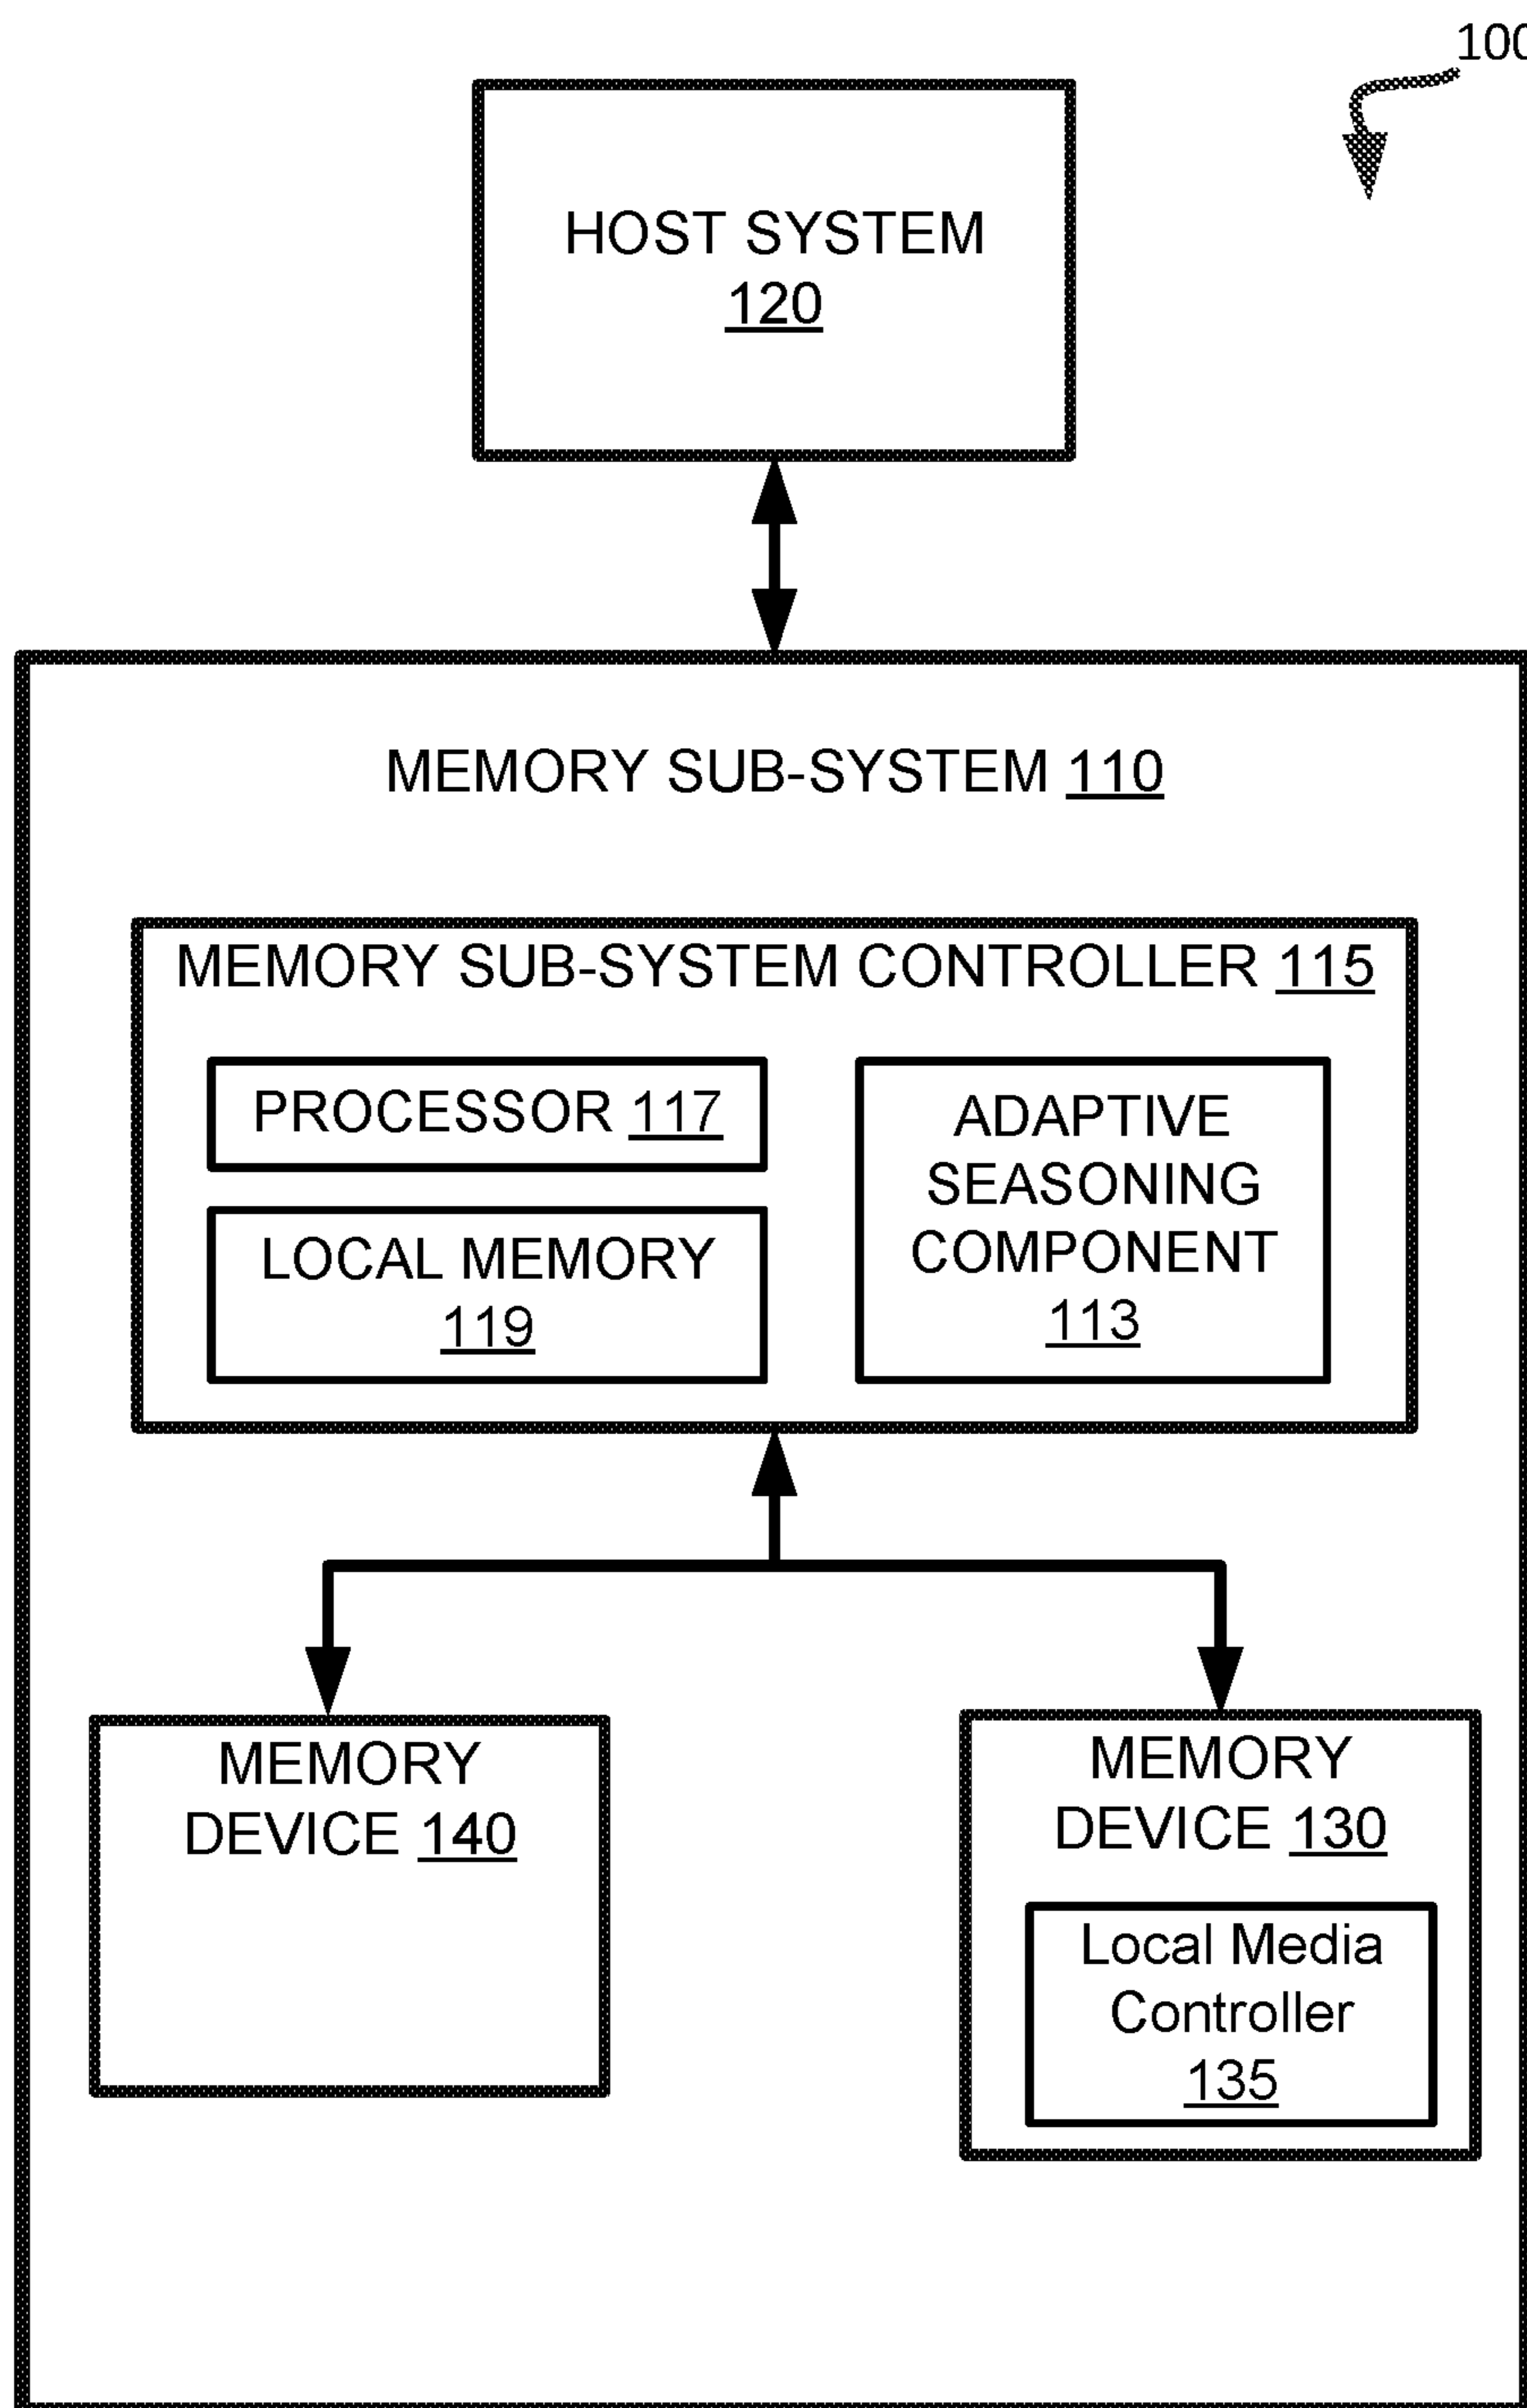 100
HOST SYSTEM
120
MEMORY SUB-SYSTEM 110
MEMORY SUB-SYSTEM CONTROLLER 115
PROCESSOR 117
LOCAL MEMORY
119
ADAPTIVE
SEASONING
COMPONENT
113
MEMORY
DEVICE 140
MEMORY
DEVICE 130
Local Media
Controller
135